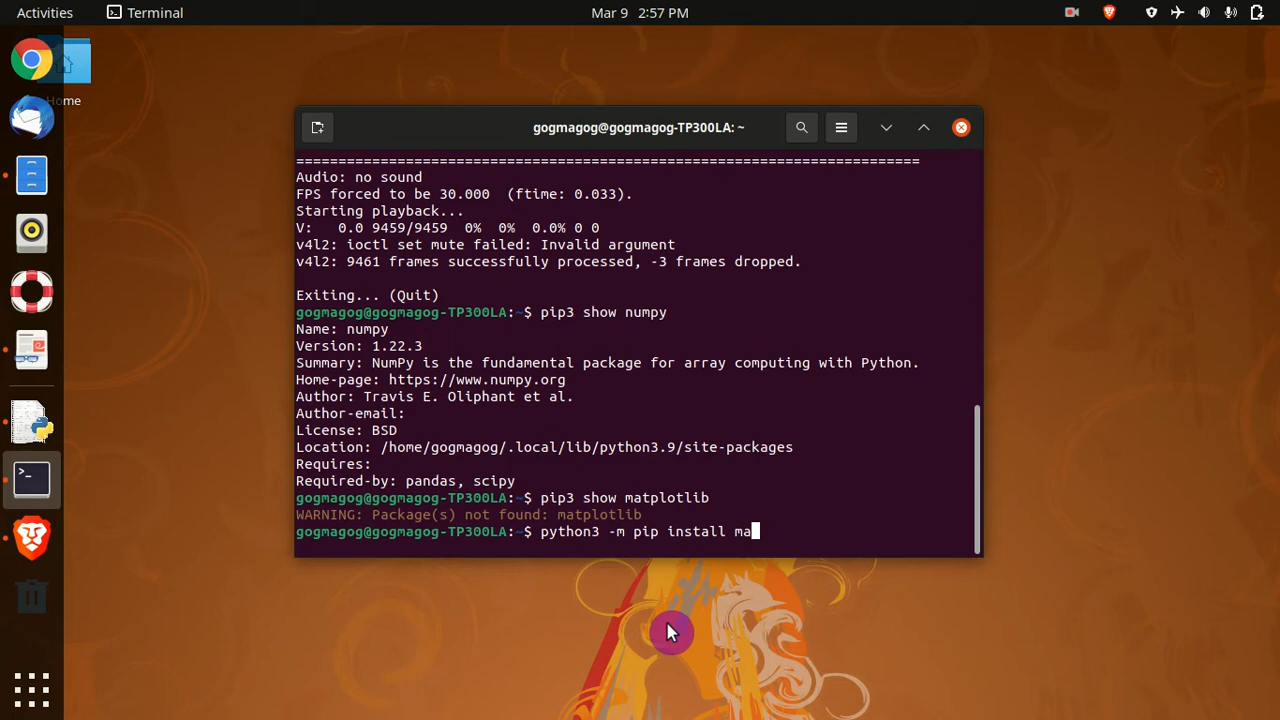 Activities
Terminal
Mar 9 2:57 PM
Home
gogmagog@gogmagog-TP300LA: ~
==========================================================================
Audio: no sound
FPS forced to be 30.000  (ftime: 0.033).
Starting playback...
V:   0.0 9459/9459  0%  0%  0.0% 0 0
v4l2: ioctl set mute failed: Invalid argument
v4l2: 9461 frames successfully processed, -3 frames dropped.
Exiting... (Quit)
gogmagog@gogmagog-TP300LA:~$ pip3 show numpy
Name: numpy
Version: 1.22.3
Summary: NumPy is the fundamental package for array computing with Python.
Home-page: https://www.numpy.org
Author: Travis E. Oliphant et al.
Author-email:
License: BSD
Location: /home/gogmagog/.local/lib/python3.9/site-packages
Requires:
Required-by: pandas, scipy
gogmagog@gogmagog-TP300LA:~$ pip3 show matplotlib
WARNING: Package(s) not found: matplotlib
gogmagog@gogmagog-TP300LA:~$ python3 -m pip install ma